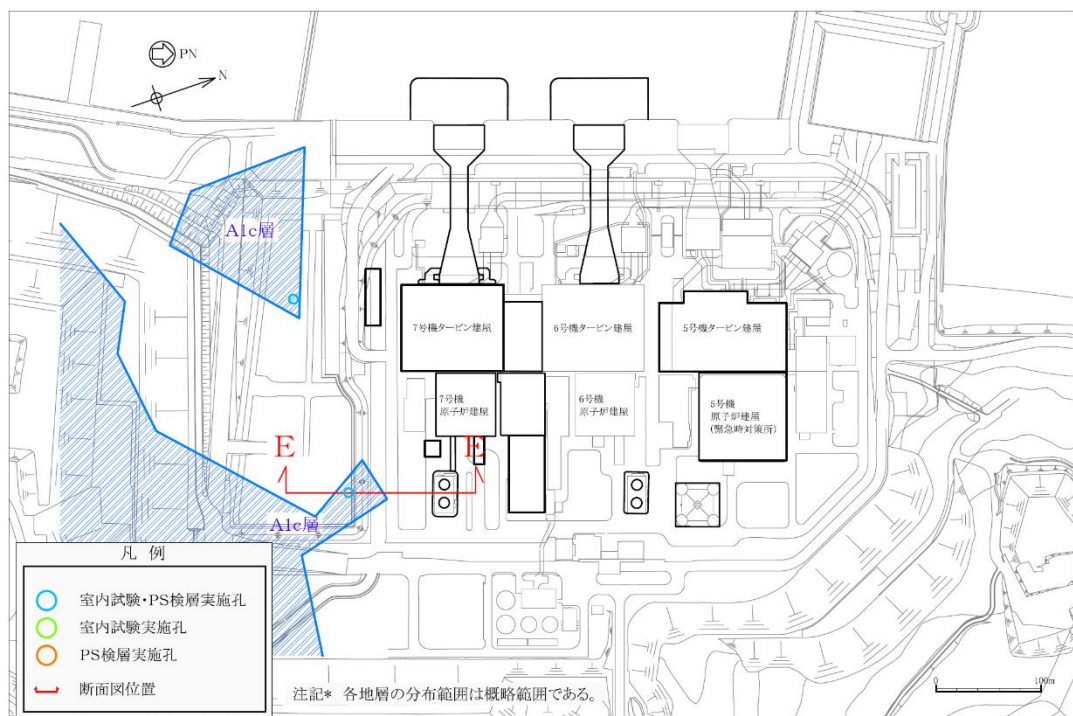 PN
N
A1c層
7号機タービン建屋
6号機タービン建屋
5号機タービン建屋
7号機
原子炉建屋
6号機
原子炉建屋
5号機
原子炉建屋
(緊急時対策所)
E
E
A1c層
凡 例
室内試験・PS検層実施孔
室内試験実施孔
PS検層実施孔
断面図位置
注記* 各地層の分布範囲は概略範囲である。
0
100m